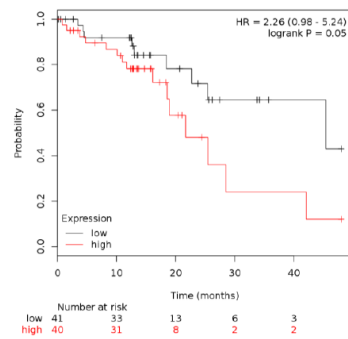 HR = 2.26 (0.98 - 5.24)
logrank P = 0.05
Probability
1.0
0.8
0.6
0.4
0.2
0.0
Expression
low
high
0 10 20 30 40
Time (months)
Number at risk
low 41 33 13 6 3
high 40 31 8 2 2